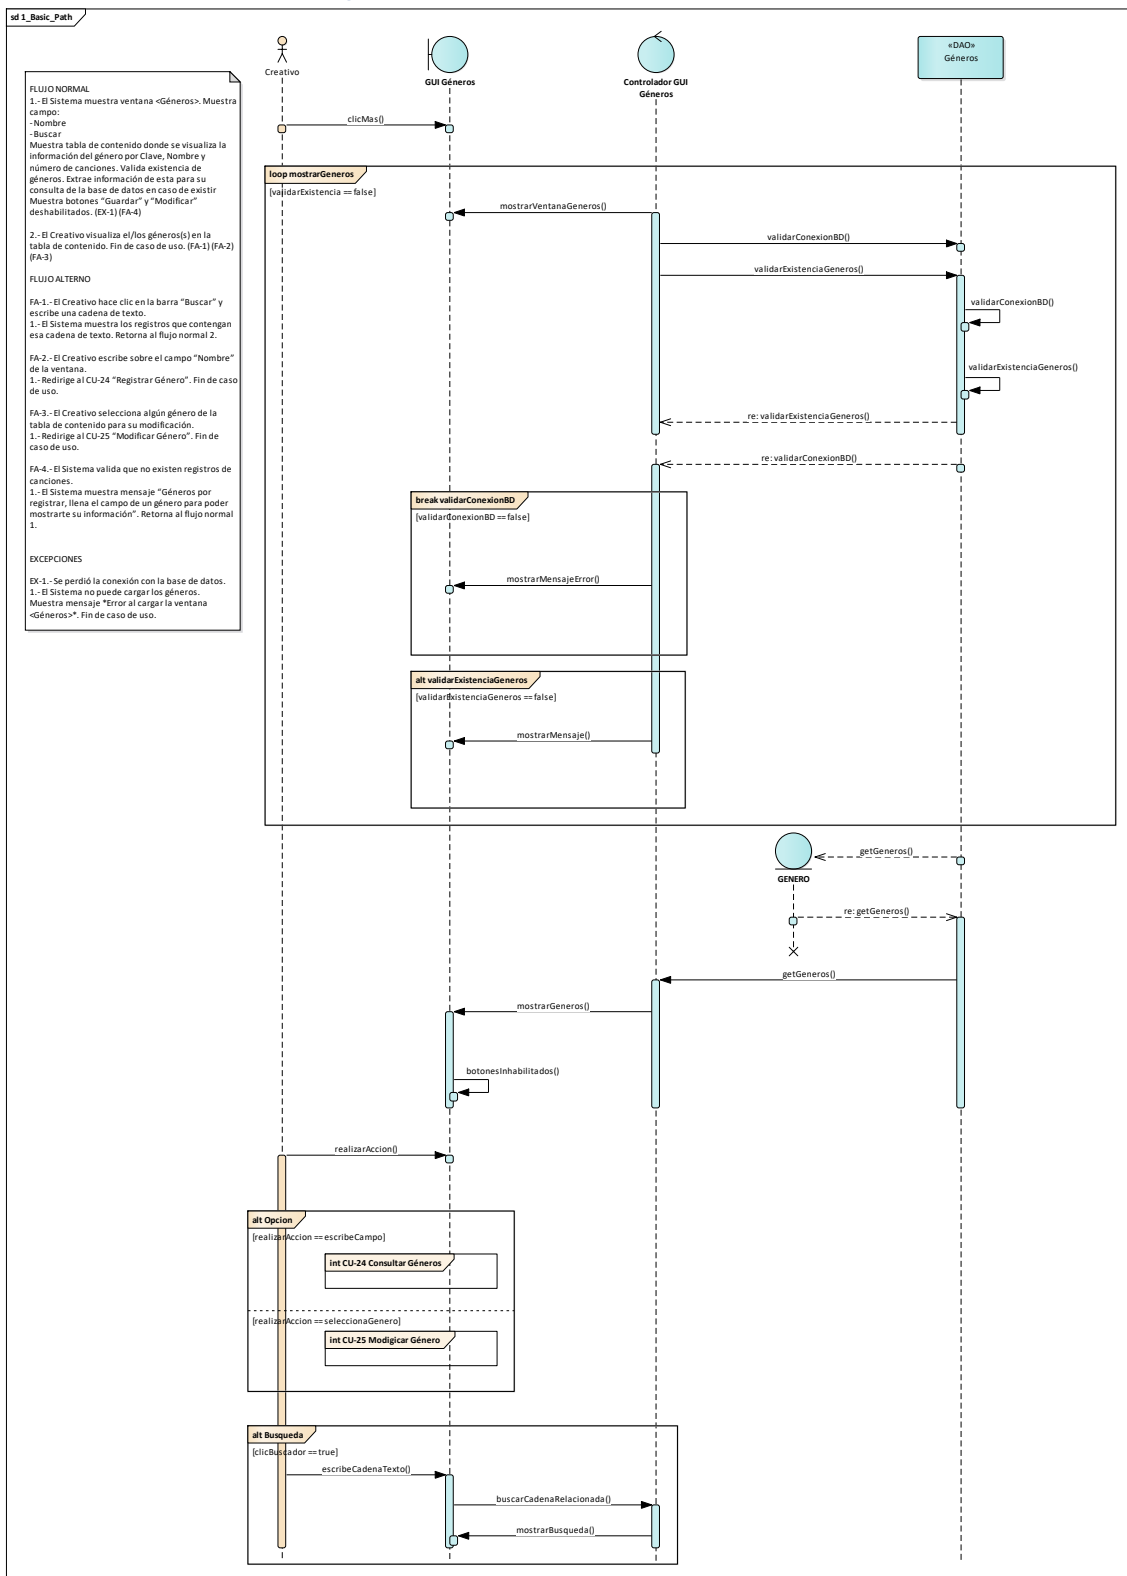 sd 1_Basic_Path
Creativo
GUI Géneros
Controlador GUI
Géneros
«DAO»
Géneros
FLUJO NORMAL
1.- El Sistema muestra ventana <Géneros>. Muestra
campo:
- Nombre
- Buscar
Muestra tabla de contenido donde se visualiza la
información del género por Clave, Nombre y
número de canciones. Valida existencia de
géneros. Extrae información de esta para su
consulta de la base de datos en caso de existir
Muestra botones “Guardar” y “Modificar”
deshabilitados. (EX-1) (FA-4)
2.- El Creativo visualiza el/los géneros(s) en la
tabla de contenido. Fin de caso de uso. (FA-1) (FA-2)
(FA-3)
FLUJO ALTERNO
FA-1.- El Creativo hace clic en la barra “Buscar” y
escribe una cadena de texto.
1.- El Sistema muestra los registros que contengan
esa cadena de texto. Retorna al flujo normal 2.
FA-2.- El Creativo escribe sobre el campo “Nombre”
de la ventana.
1.- Redirige al CU-24 “Registrar Género”. Fin de caso
de uso.
FA-3.- El Creativo selecciona algún género de la
tabla de contenido para su modificación.
1.- Redirige al CU-25 “Modificar Género”. Fin de
caso de uso.
FA-4.- El Sistema valida que no existen registros de
canciones.
1.- El Sistema muestra mensaje “Géneros por
registrar, llena el campo de un género para poder
mostrarte su información”. Retorna al flujo normal
1.
EXCEPCIONES
EX-1.- Se perdió la conexión con la base de datos.
1.- El Sistema no puede cargar los géneros.
Muestra mensaje *Error al cargar la ventana
<Géneros>*. Fin de caso de uso.
clicMas()
loop mostrarGeneros
[validarExistencia == false]
mostrarVentanaGeneros()
validarConexionBD()
validarExistenciaGeneros()
validarConexionBD()
validarExistenciaGeneros()
re: validarExistenciaGeneros()
re: validarConexionBD()
break validarConexionBD
[validarConexionBD == false]
mostrarMensajeError()
alt validarExistenciaGeneros
[validarExistenciaGeneros == false]
mostrarMensaje()
getGeneros()
GENERO
re: getGeneros()
getGeneros()
mostrarGeneros()
botonesInhabilitados()
realizarAccion()
alt Opcion
[realizarAccion == escribeCampo]
int CU-24 Consultar Géneros
[realizarAccion == seleccionaGenero]
int CU-25 Modigicar Género
alt Busqueda
[clicBuscador == true]
escribeCadenaTexto()
buscarCadenaRelacionada()
mostrarBusqueda()